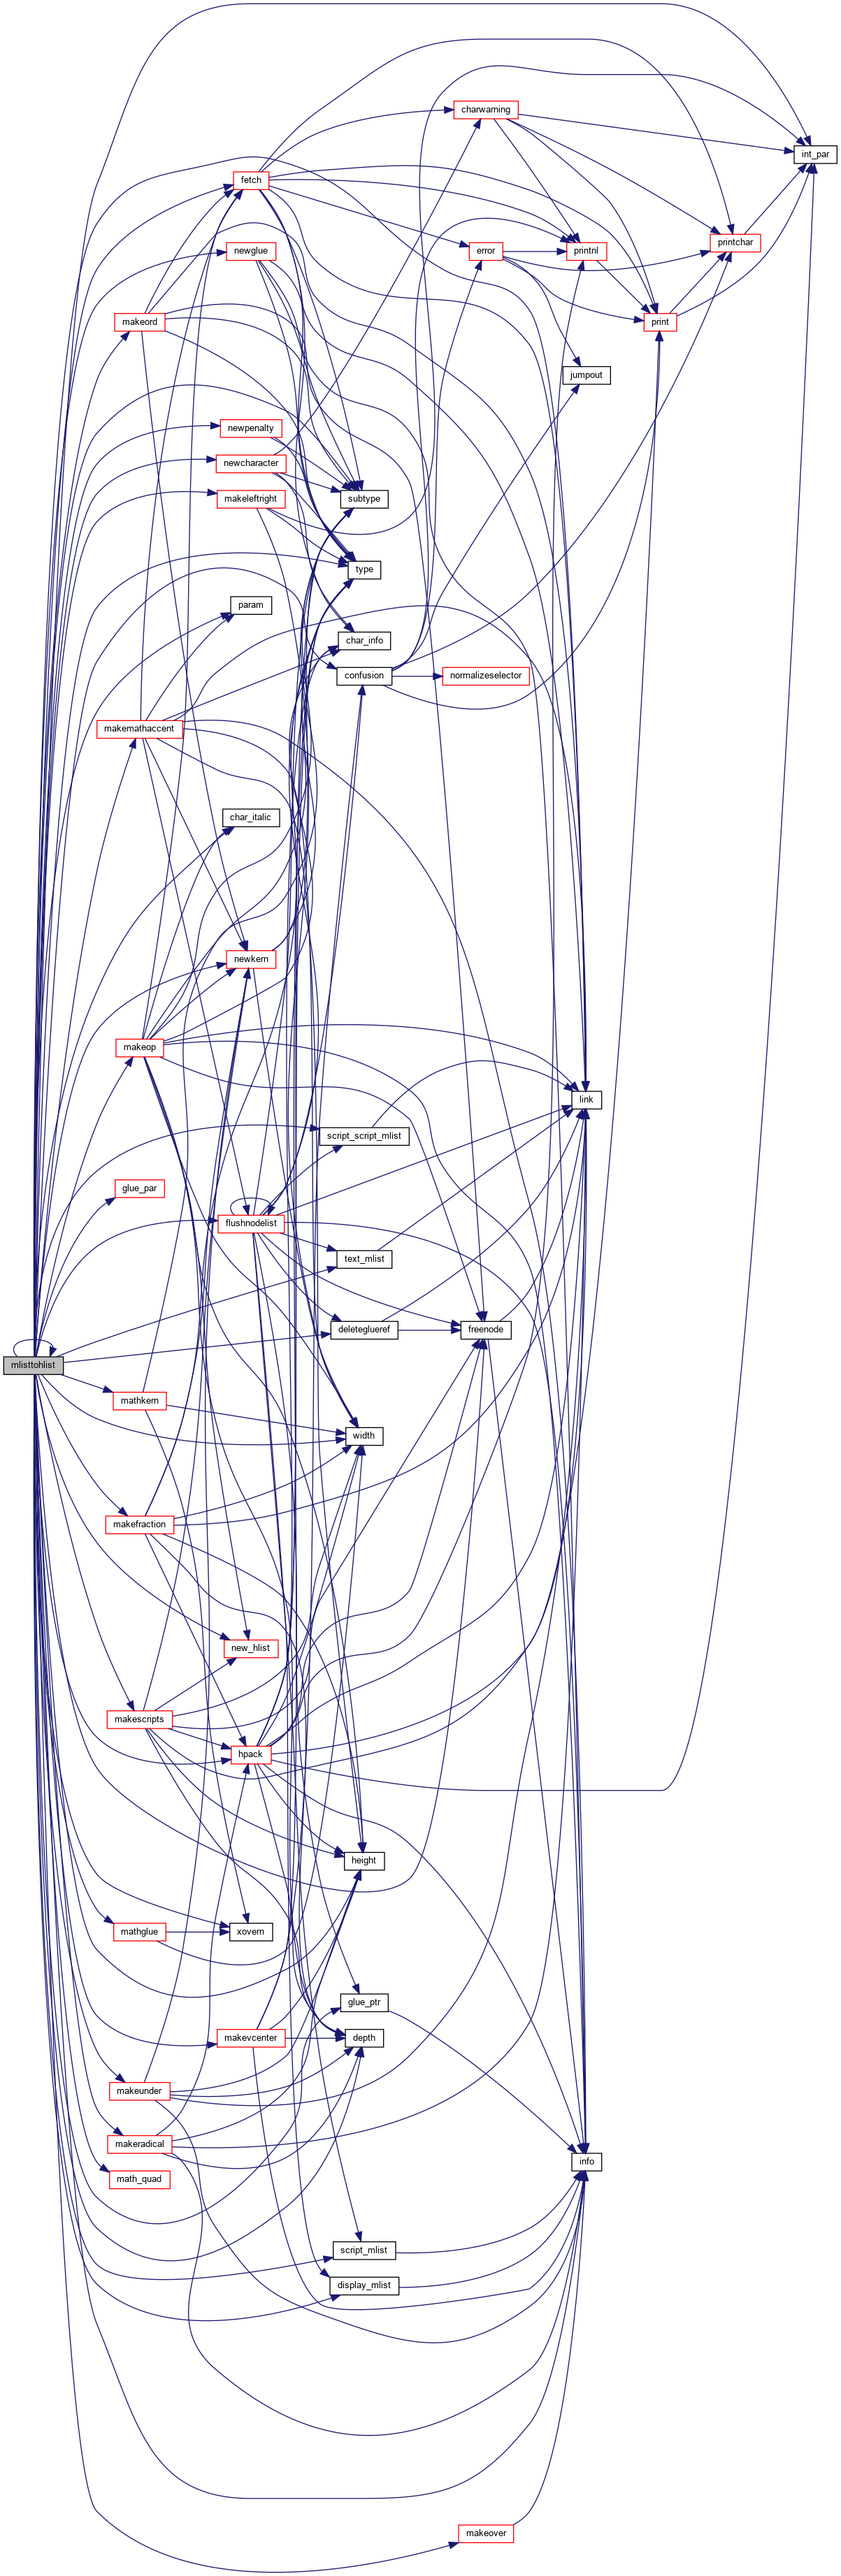 charwarning
int_par
fetch
printchar
newglue
error
printnl
makeord
print
jumpout
newpenalty
newcharacter
makeleftright
subtype
type
param
char_info
confusion
normalizeselector
makemathaccent
char_italic
newkern
makeop
link
script_script_mlist
glue_par
flushnodelist
text_mlist
deleteglueref
freenode
mlisttohlist
mathkern
width
makefraction
new_hlist
makescripts
hpack
height
mathglue
xovern
glue_ptr
makevcenter
depth
makeunder
makeradical
info
math_quad
script_mlist
display_mlist
makeover